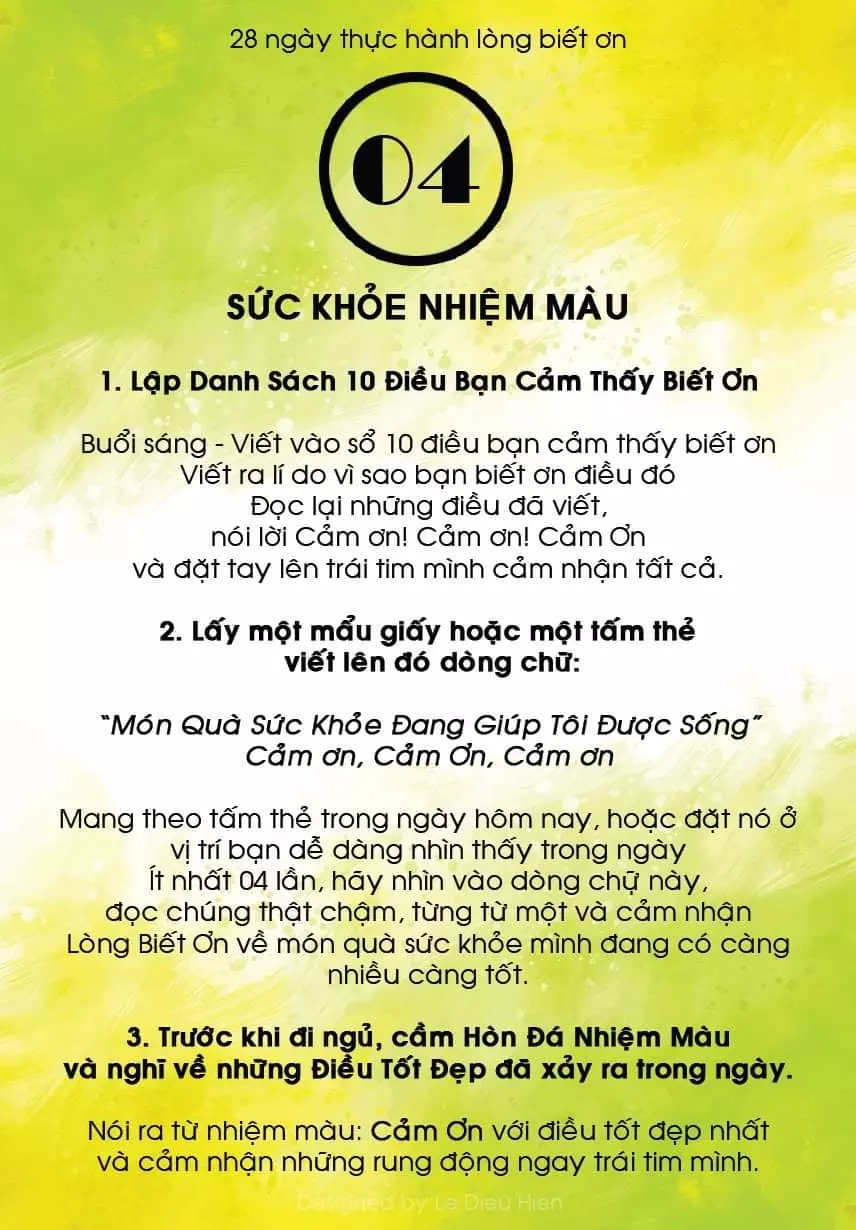 28 ngày thực hành lòng biết ơn
04
SỨC KHỎE NHIỆM MÀU
1. Lập Danh Sách 10 Điều Bạn Cảm Thấy Biết Ơn
Buổi sáng - Viết vào sổ 10 điều bạn cảm thấy biết ơn
Viết ra lí do vì sao bạn biết ơn điều đó
Đọc lại những điều đã viết,
nói lời Cảm ơn! Cảm ơn! Cảm Ơn
và đặt tay lên trái tim mình cảm nhận tất cả.
2. Lấy một mẩu giấy hoặc một tấm thẻ
viết lên đó dòng chữ:
“Món Quà Sức Khỏe Đang Giúp Tôi Được Sống”
Cảm ơn, Cảm Ơn, Cảm ơn
Mang theo tấm thẻ trong ngày hôm nay, hoặc đặt nó ở
vị trí bạn dễ dàng nhìn thấy trong ngày
Ít nhất 04 lần, hãy nhìn vào dòng chữ này,
đọc chúng thật chậm, từng từ một và cảm nhận
Lòng Biết Ơn về món quà sức khỏe mình đang có càng
nhiều càng tốt.
3. Trước khi đi ngủ, cầm Hòn Đá Nhiệm Màu
và nghĩ về những Điều Tốt Đẹp đã xảy ra trong ngày.
Nói ra từ nhiệm màu: Cảm Ơn với điều tốt đẹp nhất
và cảm nhận những rung động ngay trái tim mình.
Designed by Le Dieu Hien